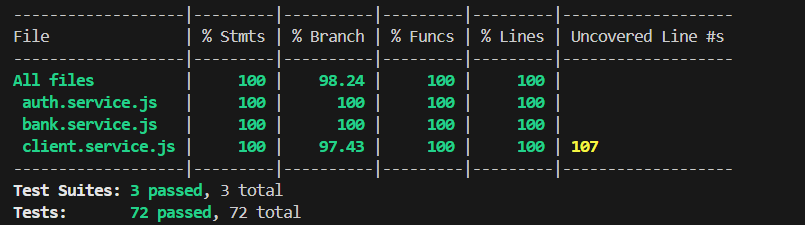 -------------------|---------|----------|---------|---------|-------------------
File               | % Stmts | % Branch | % Funcs | % Lines | Uncovered Line #s
-------------------|---------|----------|---------|---------|-------------------
All files          |     100 |    98.24 |     100 |     100 |
 auth.service.js   |     100 |      100 |     100 |     100 |
 bank.service.js   |     100 |      100 |     100 |     100 |
 client.service.js |     100 |    97.43 |     100 |     100 | 107
-------------------|---------|----------|---------|---------|-------------------
Test Suites: 3 passed, 3 total
Tests:       72 passed, 72 total